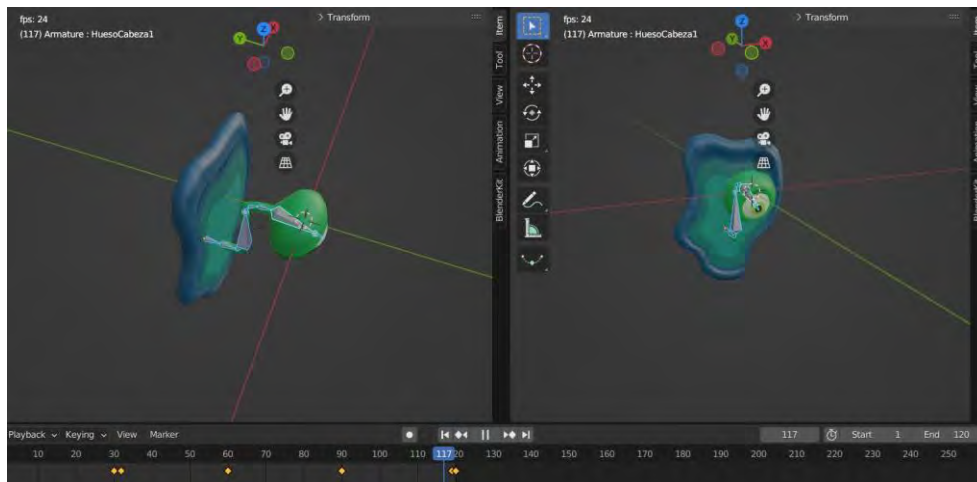 fps: 24
(117) Armature : HuesoCabeza1
Transform
Z
X
Y
Item
Tool
View
Animation
BlenderKit
fps: 24
(117) Armature : HuesoCabeza1
Transform
Z
Y
X
Playback
Keying
View
Marker
117
Start
1
End
120
10
20
30
40
50
60
70
80
90
100
110
117
130
140
150
160
170
180
190
200
210
220
230
240
250